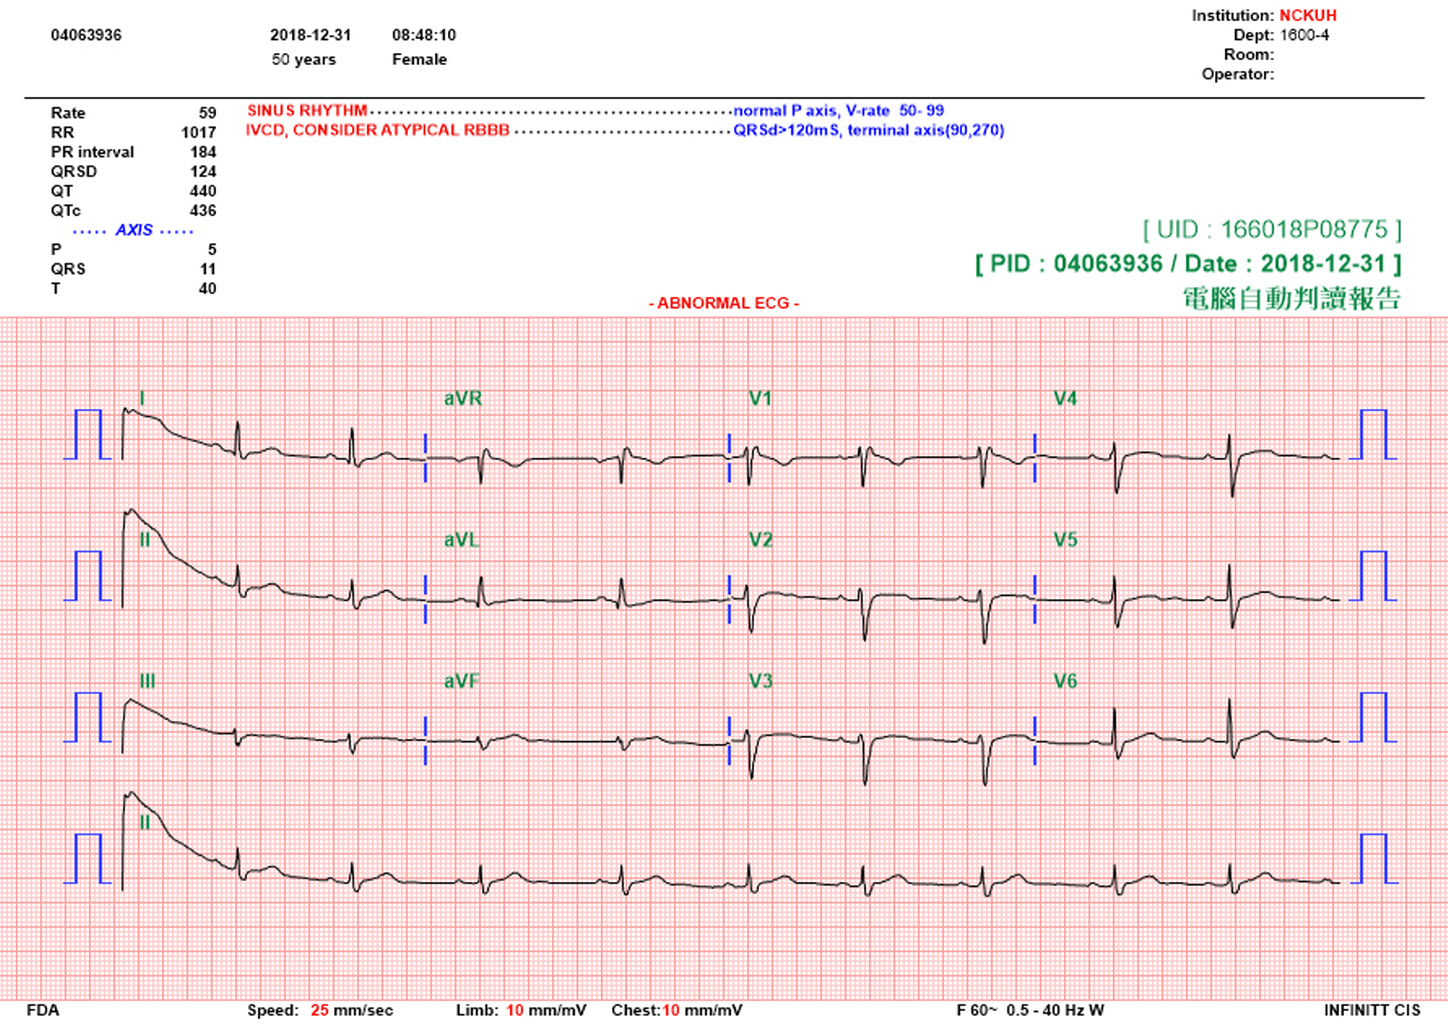 Institution: NCKUH
04063936 2018-12-31 08:48:10 Dept: 1600-4
Room:
50 years Female
Operator:
Rate 59 SINUS RHYTHM normal P axis, V-rate 50- 99
RR 1017 IVCD, CONSIDER ATYPICAL RBBB QRSd>120mS, terminal axis(90,270)
PR interval 184
QRSD 124
QT 440
QTc 436
AXIS
[ UID : 166018P08775 ]
P 5
[ PID : 04063936 / Date : 2018-12-31 ]
QRS 11
T 40
電腦自動判讀報告
- ABNORMAL ECG -
I aVR V1 V4
II aVL V2 V5
III aVF V3 V6
II
FDA Speed: 25 mm/sec Limb: 10 mm/mV Chest:10 mm/mV F 60~ 0.5 - 40 Hz W INFINITT CIS